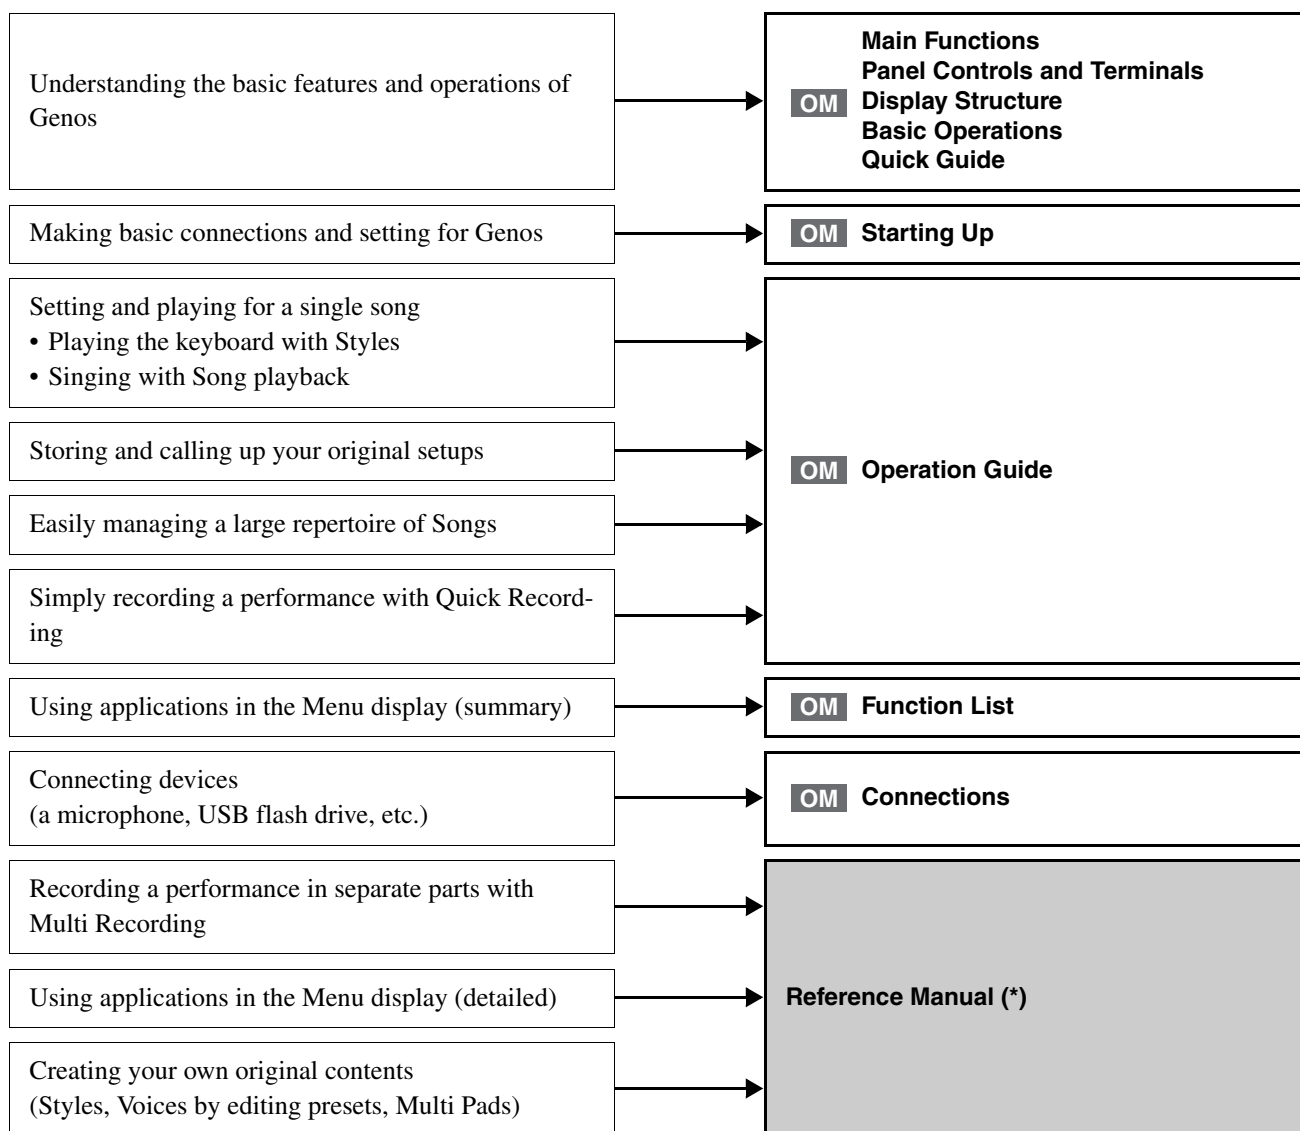 Understanding the basic features and operations of
Genos
OM
Main Functions
Panel Controls and Terminals
Display Structure
Basic Operations
Quick Guide
Making basic connections and setting for Genos
OM Starting Up
Setting and playing for a single song
• Playing the keyboard with Styles
• Singing with Song playback
Storing and calling up your original setups
Easily managing a large repertoire of Songs
Simply recording a performance with Quick Record-
ing
OM Operation Guide
Using applications in the Menu display (summary)
OM Function List
Connecting devices
(a microphone, USB flash drive, etc.)
OM Connections
Recording a performance in separate parts with
Multi Recording
Using applications in the Menu display (detailed)
Creating your own original contents
(Styles, Voices by editing presets, Multi Pads)
Reference Manual (*)